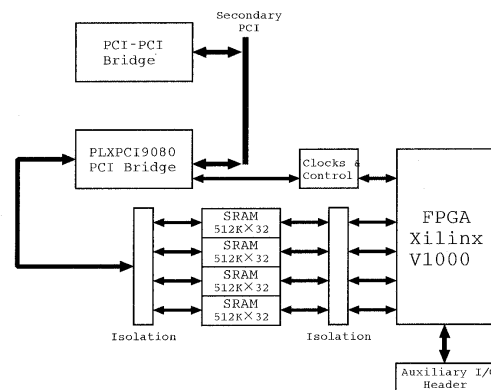 Secondary
PCI
PCI-PCI
Bridge
PLXPCI9080
PCI Bridge
Clocks &
Control
FPGA
Xilinx
V1000
SRAM
512K×32
SRAM
512K×32
SRAM
512K×32
SRAM
512K×32
Isolation
Isolation
Auxiliary I/O
Header